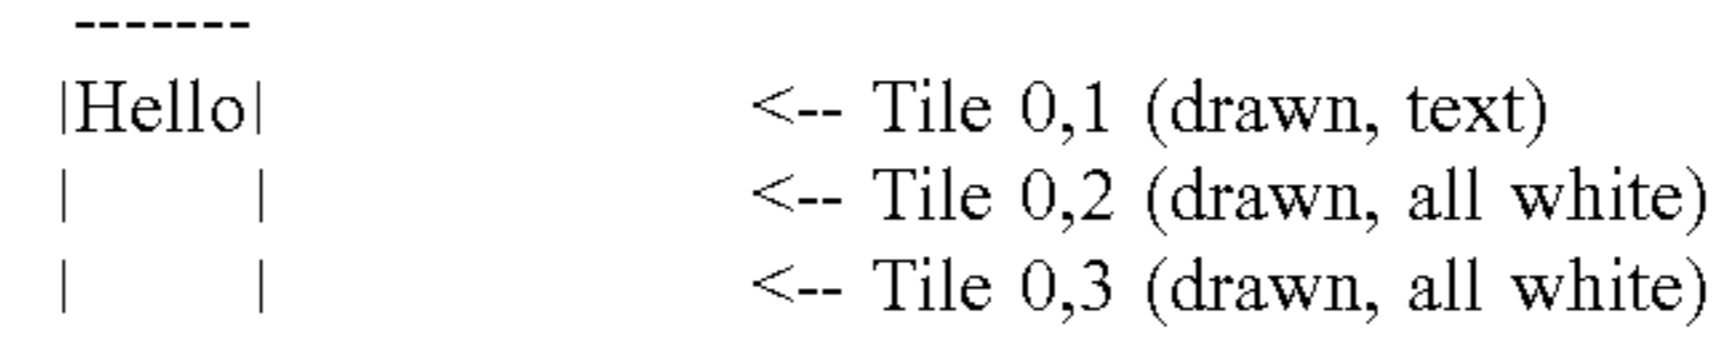 -------
|Hello| <-- Tile 0,1 (drawn, text)
| | <-- Tile 0,2 (drawn, all white)
| | <-- Tile 0,3 (drawn, all white)